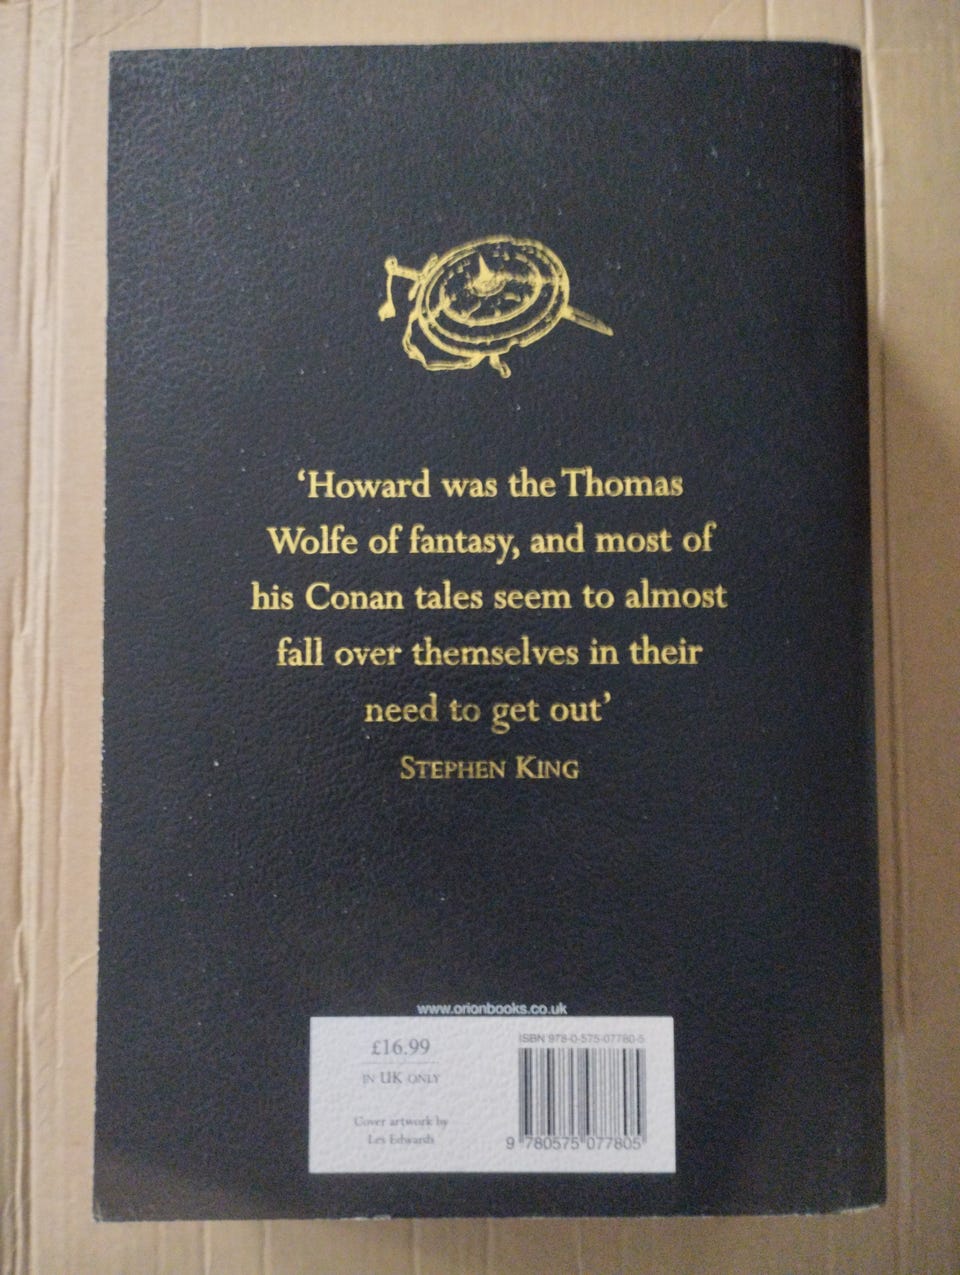 ‘Howard was the Thomas
Wolfe of fantasy, and most of
his Conan tales seem to almost
fall over themselves in their
need to get out’
STEPHEN KING
www.orionbooks.co.uk
£16.99
IN UK ONLY
Cover artwork by
Les Edwards
ISBN 978-0-575-07780-5
9 780575 077805